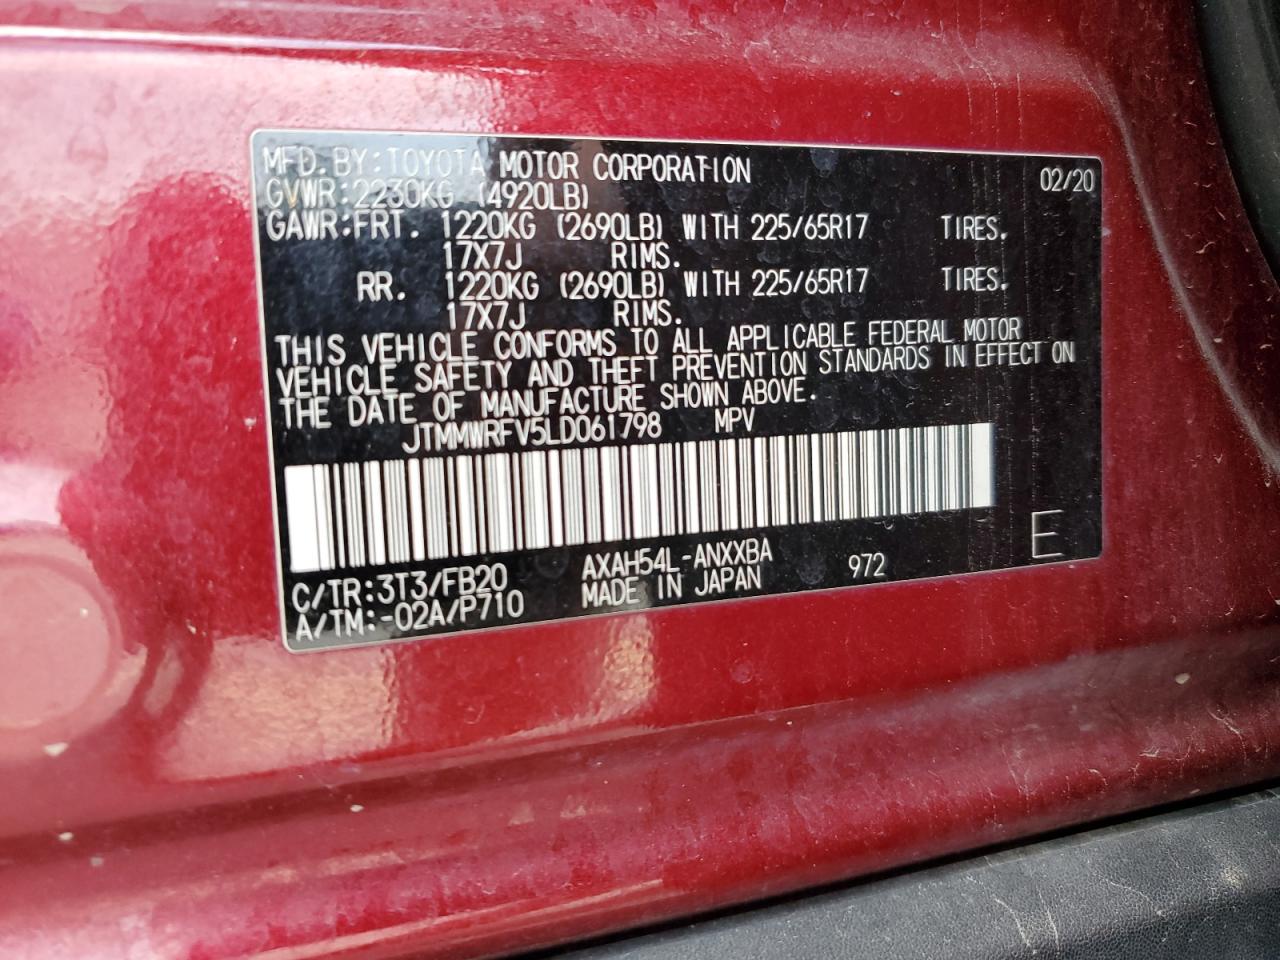 MFD. BY:TOYOTA MOTOR CORPORATION 02/20
GVWR:2230KG (4920LB)
GAWR:FRT. 1220KG (2690LB) WITH 225/65R17 TIRES.
17X7J RIMS.
RR. 1220KG (2690LB) WITH 225/65R17 TIRES.
17X7J RIMS.
THIS VEHICLE CONFORMS TO ALL APPLICABLE FEDERAL MOTOR
VEHICLE SAFETY AND THEFT PREVENTION STANDARDS IN EFFECT ON
THE DATE OF MANUFACTURE SHOWN ABOVE.
JTMMWRFV5LD061798 MPV
C/TR:3T3/FB20 AXAH54L-ANXXBA 972 E
A/TM:-02A/P710 MADE IN JAPAN